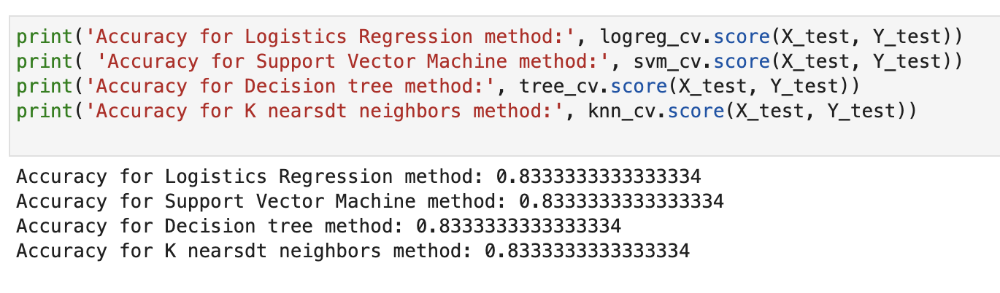 print('Accuracy for Logistics Regression method:', logreg_cv.score(X_test, Y_test))
print( 'Accuracy for Support Vector Machine method:', svm_cv.score(X_test, Y_test))
print('Accuracy for Decision tree method:', tree_cv.score(X_test, Y_test))
print('Accuracy for K nearsdt neighbors method:', knn_cv.score(X_test, Y_test))
Accuracy for Logistics Regression method: 0.8333333333333334
Accuracy for Support Vector Machine method: 0.8333333333333334
Accuracy for Decision tree method: 0.8333333333333334
Accuracy for K nearsdt neighbors method: 0.8333333333333334